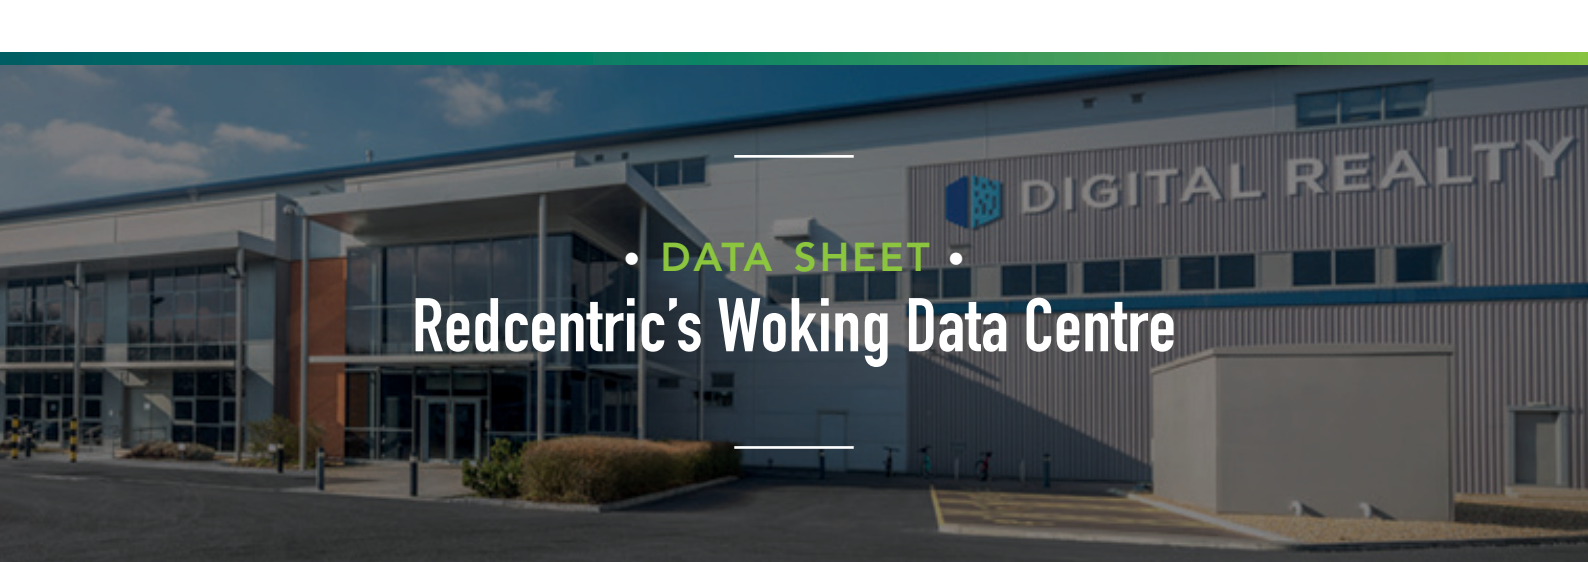 DIGITAL REALTY
• DATA SHEET •
Redcentric's Woking Data Centre